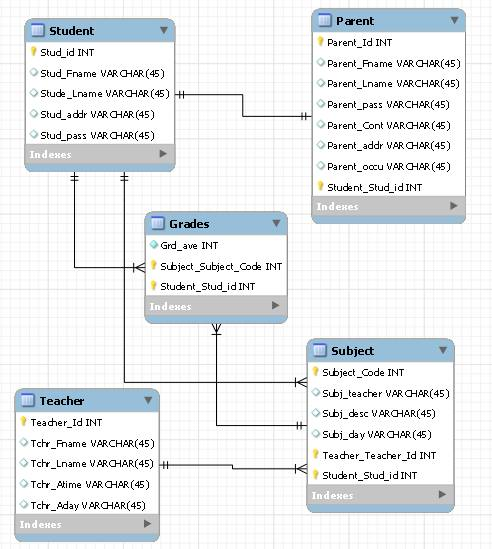 Student
Stud_id INT
Stud_Fname VARCHAR(45)
Stude_Lname VARCHAR(45)
Stud_addr VARCHAR(45)
Stud_pass VARCHAR(45)
Indexes
Parent
Parent_Id INT
Parent_Fname VARCHAR(45)
Parent_Lname VARCHAR(45)
Parent_pass VARCHAR(45)
Parent_Cont VARCHAR(45)
Parent_addr VARCHAR(45)
Parent_occu VARCHAR(45)
Student_Stud_id INT
Indexes
Grades
Grd_ave INT
Subject_Subject_Code INT
Student_Stud_id INT
Indexes
Subject
Subject_Code INT
Subj_teacher VARCHAR(45)
Subj_desc VARCHAR(45)
Subj_day VARCHAR(45)
Teacher_Teacher_Id INT
Student_Stud_id INT
Indexes
Teacher
Teacher_Id INT
Tchr_Fname VARCHAR(45)
Tchr_Lname VARCHAR(45)
Tchr_Atime VARCHAR(45)
Tchr_Aday VARCHAR(45)
Indexes